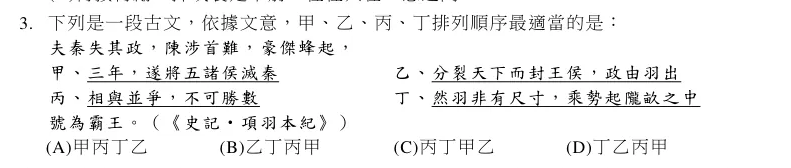 3. 下列是一段古文，依據文意，甲、乙、丙、丁排列順序最適當的是：
夫秦失其政，陳涉首難，豪傑蜂起，
甲、三年，遂將五諸侯滅秦 乙、分裂天下而封王侯，政由羽出
丙、相與並爭，不可勝數 丁、然羽非有尺寸，乘勢起隴畝之中
號為霸王。（《史記‧項羽本紀》）
(A)甲丙丁乙 (B)乙丁丙甲 (C)丙丁甲乙 (D)丁乙丙甲